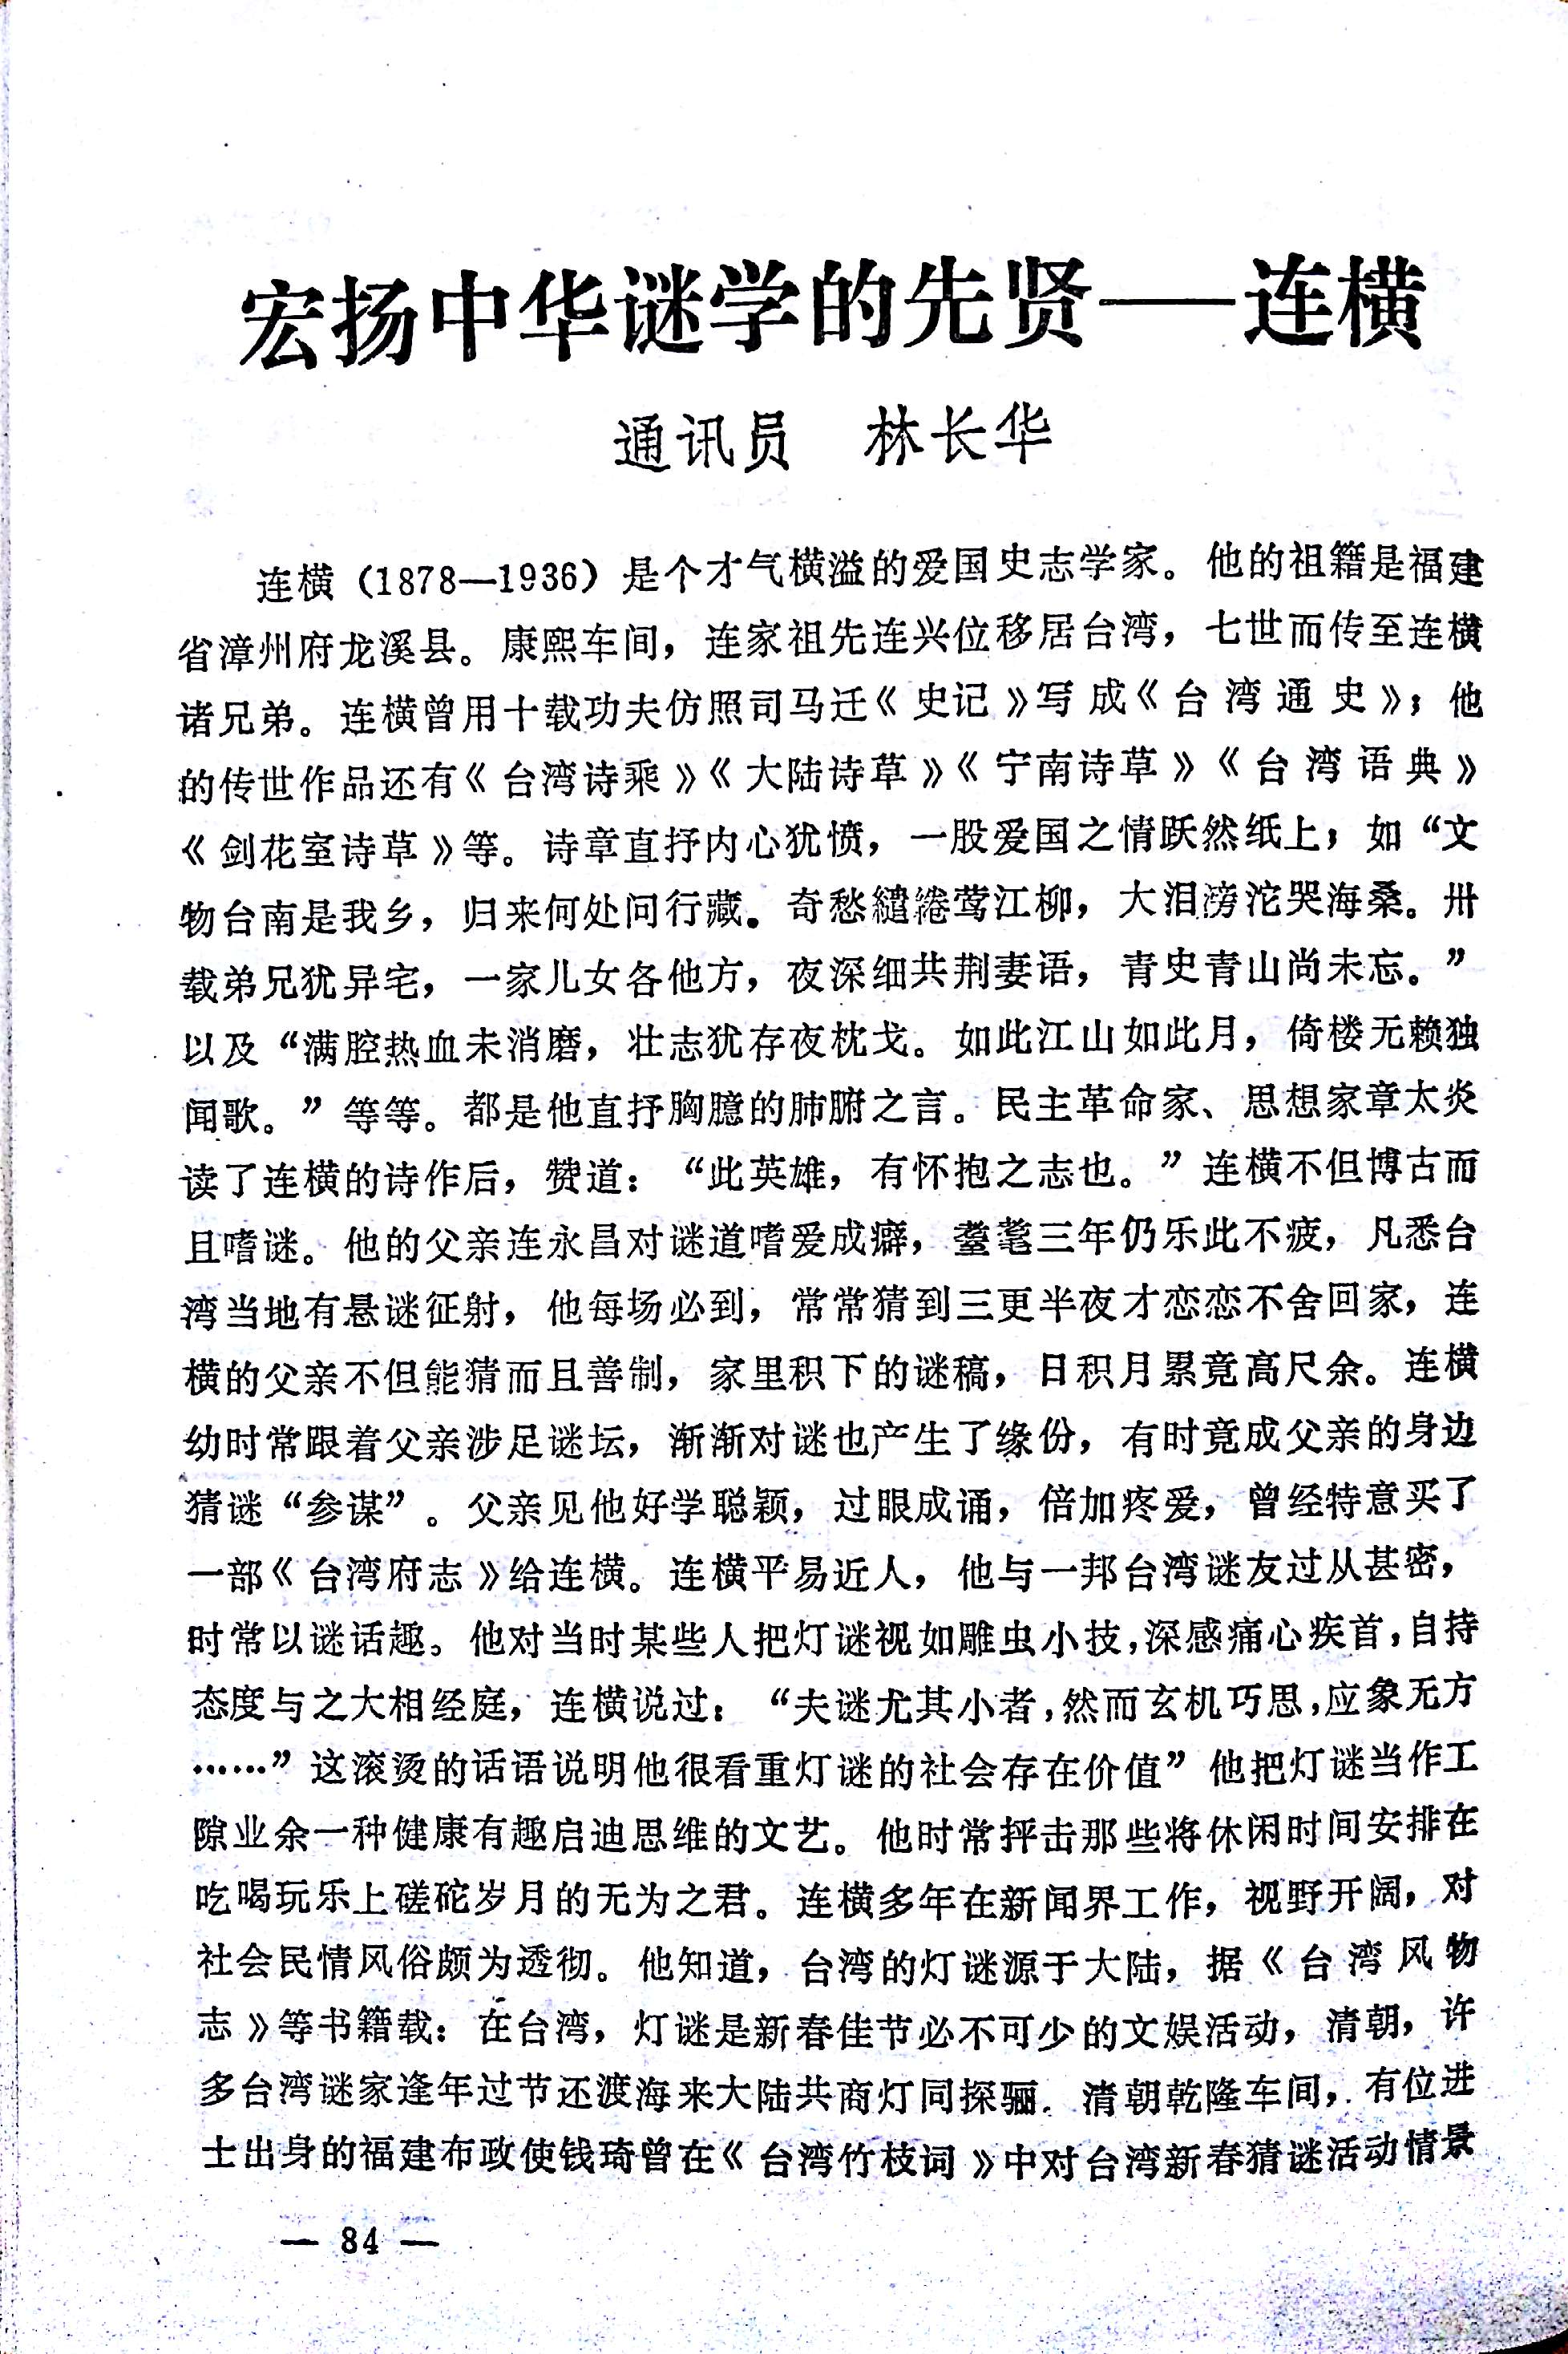 宏扬中华谜学的先贤——连横
通讯员　林长华
连横（1878—1936）是个才气横溢的爱国史志学家。他的祖籍是福建
省漳州府龙溪县。康熙车间，连家祖先连兴位移居台湾，七世而传至连横
诸兄弟。连横曾用十载功夫仿照司马迁《史记》写成《台湾通史》；他
的传世作品还有《台湾诗乘》《大陆诗草》《宁南诗草》《台湾语典》
《剑花室诗草》等。诗章直抒内心犹愤，一股爱国之情跃然纸上；如“文
物台南是我乡，归来何处问行藏。奇愁繾绻莺江柳，大泪滂沱哭海桑。卅
载弟兄犹异宅，一家儿女各他方，夜深细共荆妻语，青史青山尚未忘。”
以及“满腔热血未消磨，壮志犹存夜枕戈。如此江山如此月，倚楼无赖独
闻歌。”等等。都是他直抒胸臆的肺腑之言。民主革命家、思想家章太炎
读了连横的诗作后，赞道：“此英雄，有怀抱之志也。”连横不但博古而
且嗜谜。他的父亲连永昌对谜道嗜爱成癖，耋耄三年仍乐此不疲，凡悉台
湾当地有悬谜征射，他每场必到，常常猜到三更半夜才恋恋不舍回家，连
横的父亲不但能猜而且善制，家里积下的谜稿，日积月累竟高尺余。连横
幼时常跟着父亲涉足谜坛，渐渐对谜也产生了缘份，有时竟成父亲的身边
猜谜“参谋”。父亲见他好学聪颖，过眼成诵，倍加疼爱，曾经特意买了
一部《台湾府志》给连横。连横平易近人，他与一邦台湾谜友过从甚密，
时常以谜话趣。他对当时某些人把灯谜视如雕虫小技，深感痛心疾首，自持
态度与之大相经庭，连横说过：“夫谜尤其小者，然而玄机巧思，应象无方
……”这滚烫的话语说明他很看重灯谜的社会存在价值”他把灯谜当作工
隙业余一种健康有趣启迪思维的文艺。他时常抨击那些将休闲时间安排在
吃喝玩乐上磋砣岁月的无为之君。连横多年在新闻界工作，视野开阔，对
社会民情风俗颇为透彻。他知道，台湾的灯谜源于大陆，据《台湾风物
志》等书籍载：在台湾，灯谜是新春佳节必不可少的文娱活动，清朝，许
多台湾谜家逢年过节还渡海来大陆共商灯同探骊．清朝乾隆车间，有位进
士出身的福建布政使钱琦曾在《台湾竹枝词》中对台湾新春猜谜活动情景
— 84 —